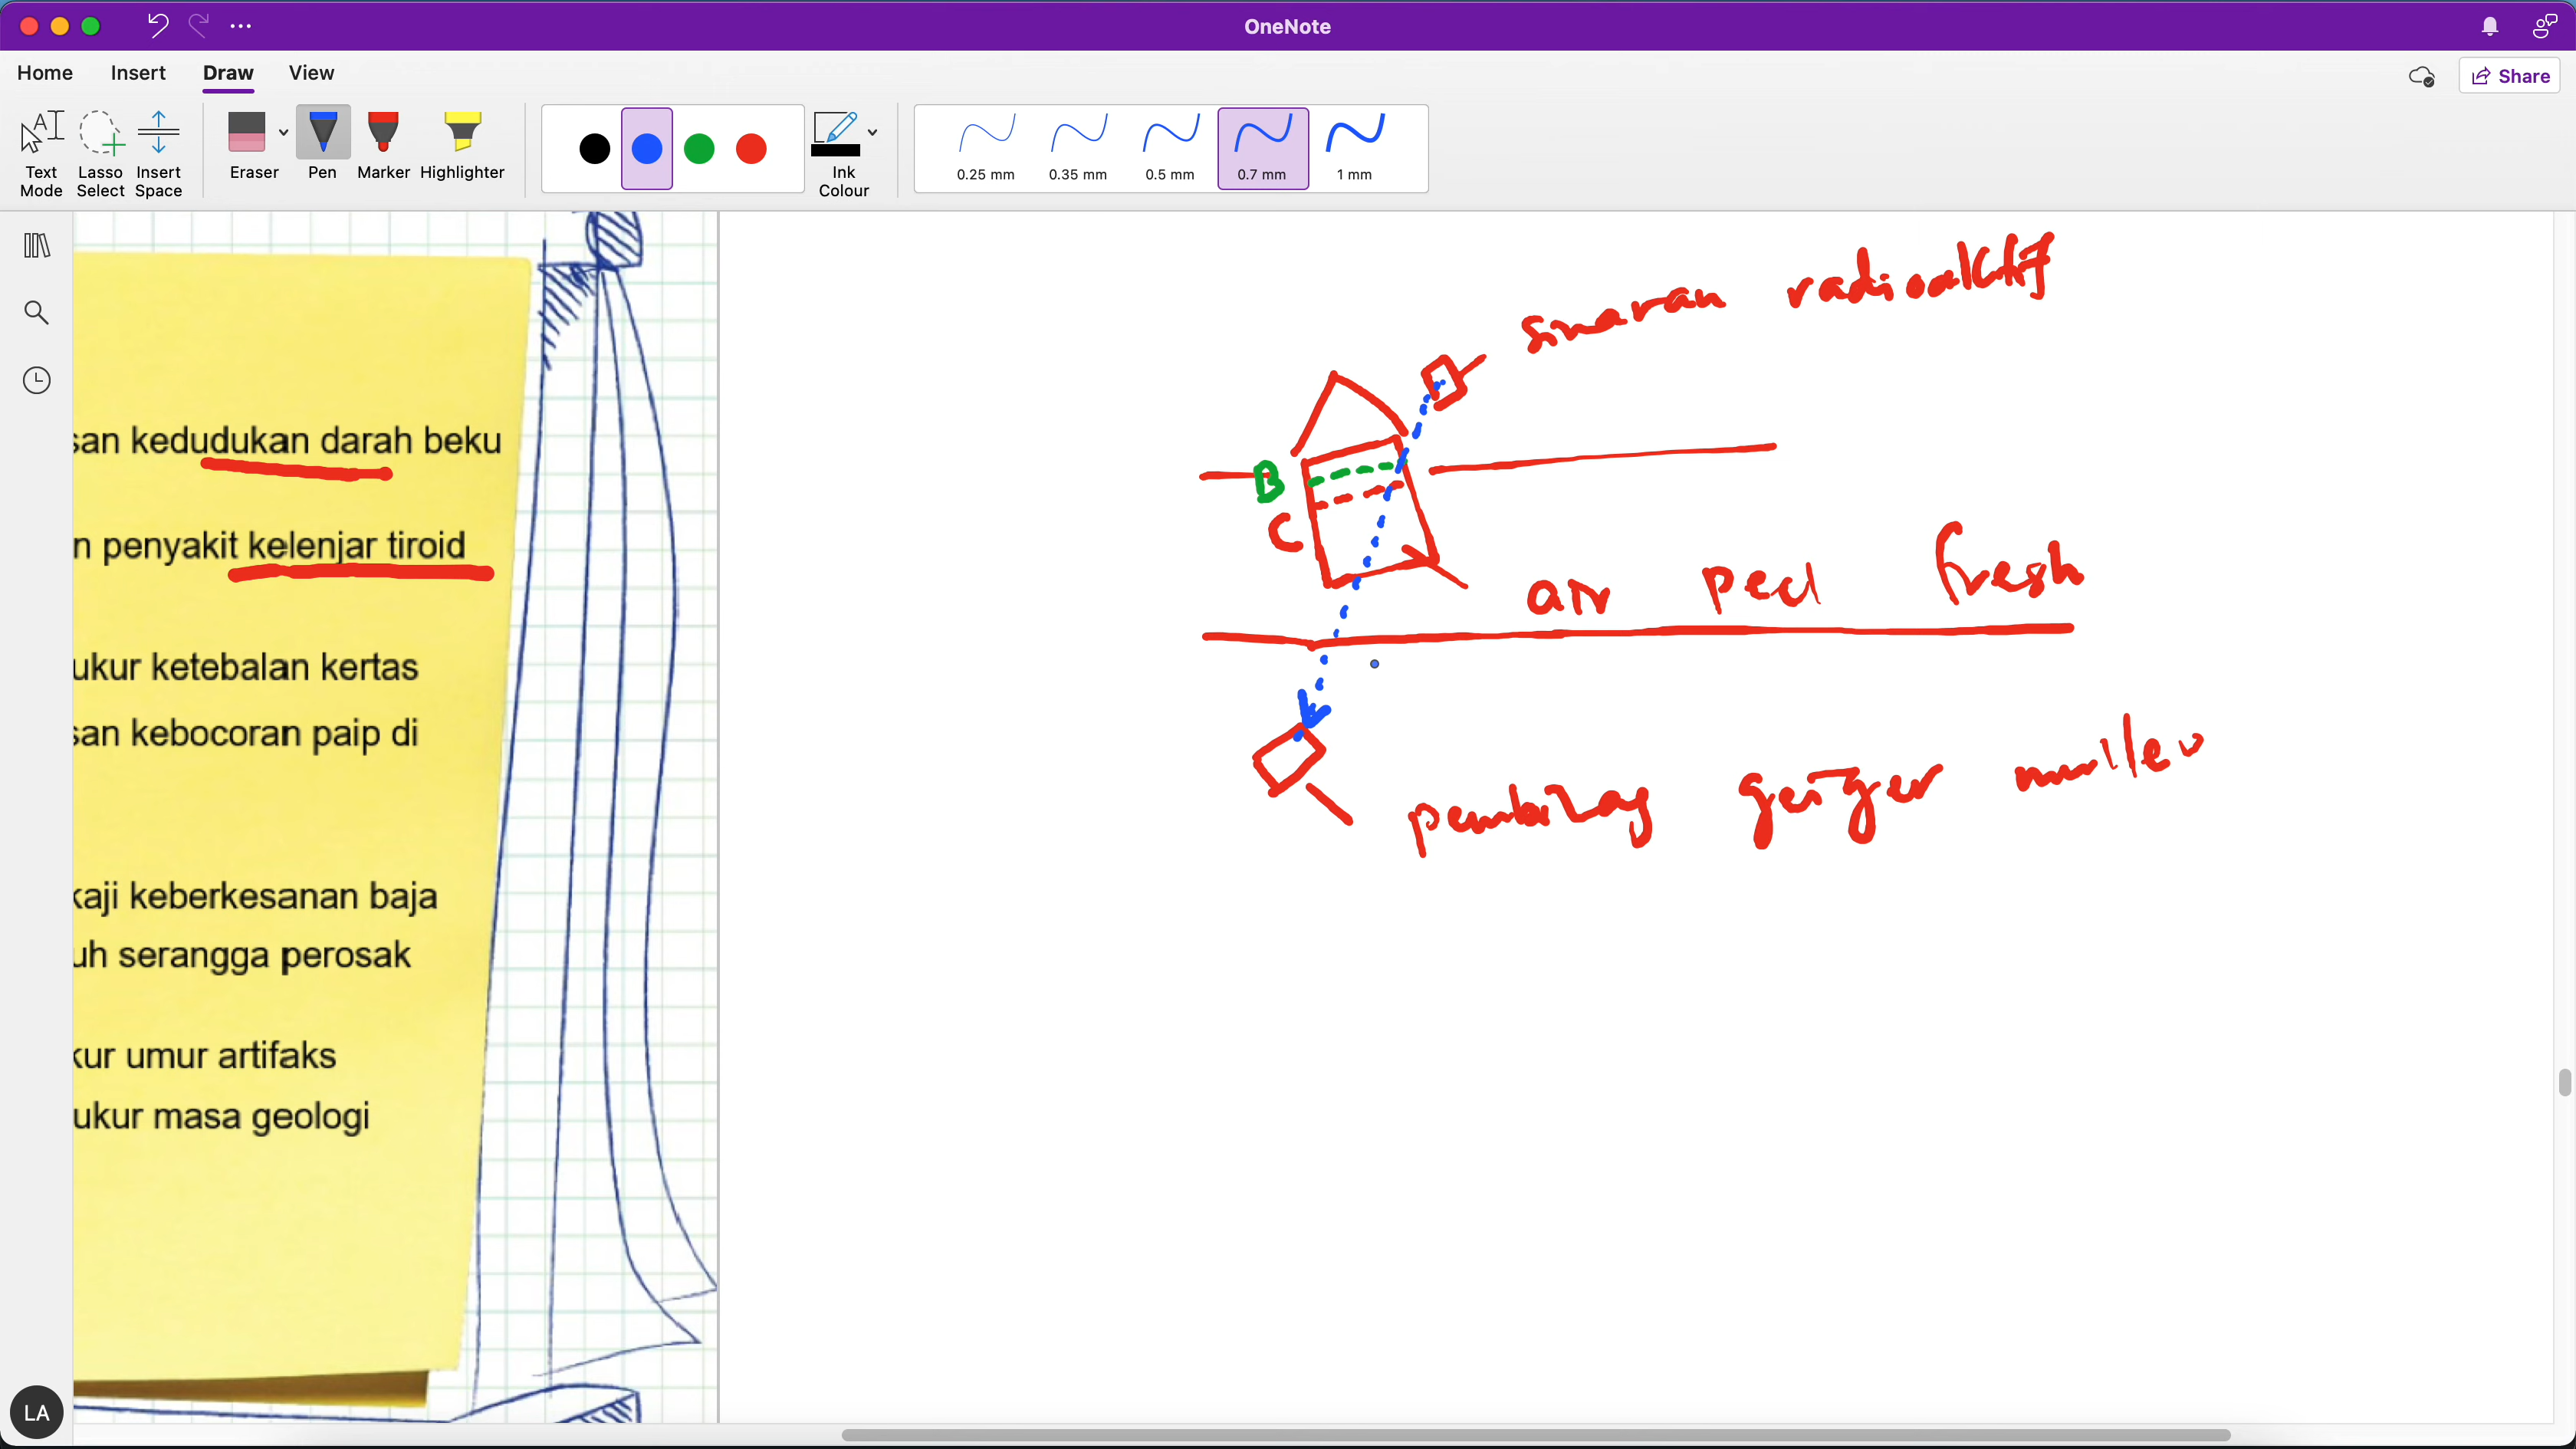 OneNote
Home Insert Draw View
Share
Text Mode
Lasso Select
Insert Space
Eraser
Pen
Marker
Highlighter
Ink Colour
0.25 mm
0.35 mm
0.5 mm
0.7 mm
1 mm
san kedudukan darah beku
n penyakit kelenjar tiroid
ukur ketebalan kertas
san kebocoran paip di
kaji keberkesanan baja
uh serangga perosak
kur umur artifaks
ukur masa geologi
sinaran radioaktif
B
C
air fresh
pembilang geiger muller
LA